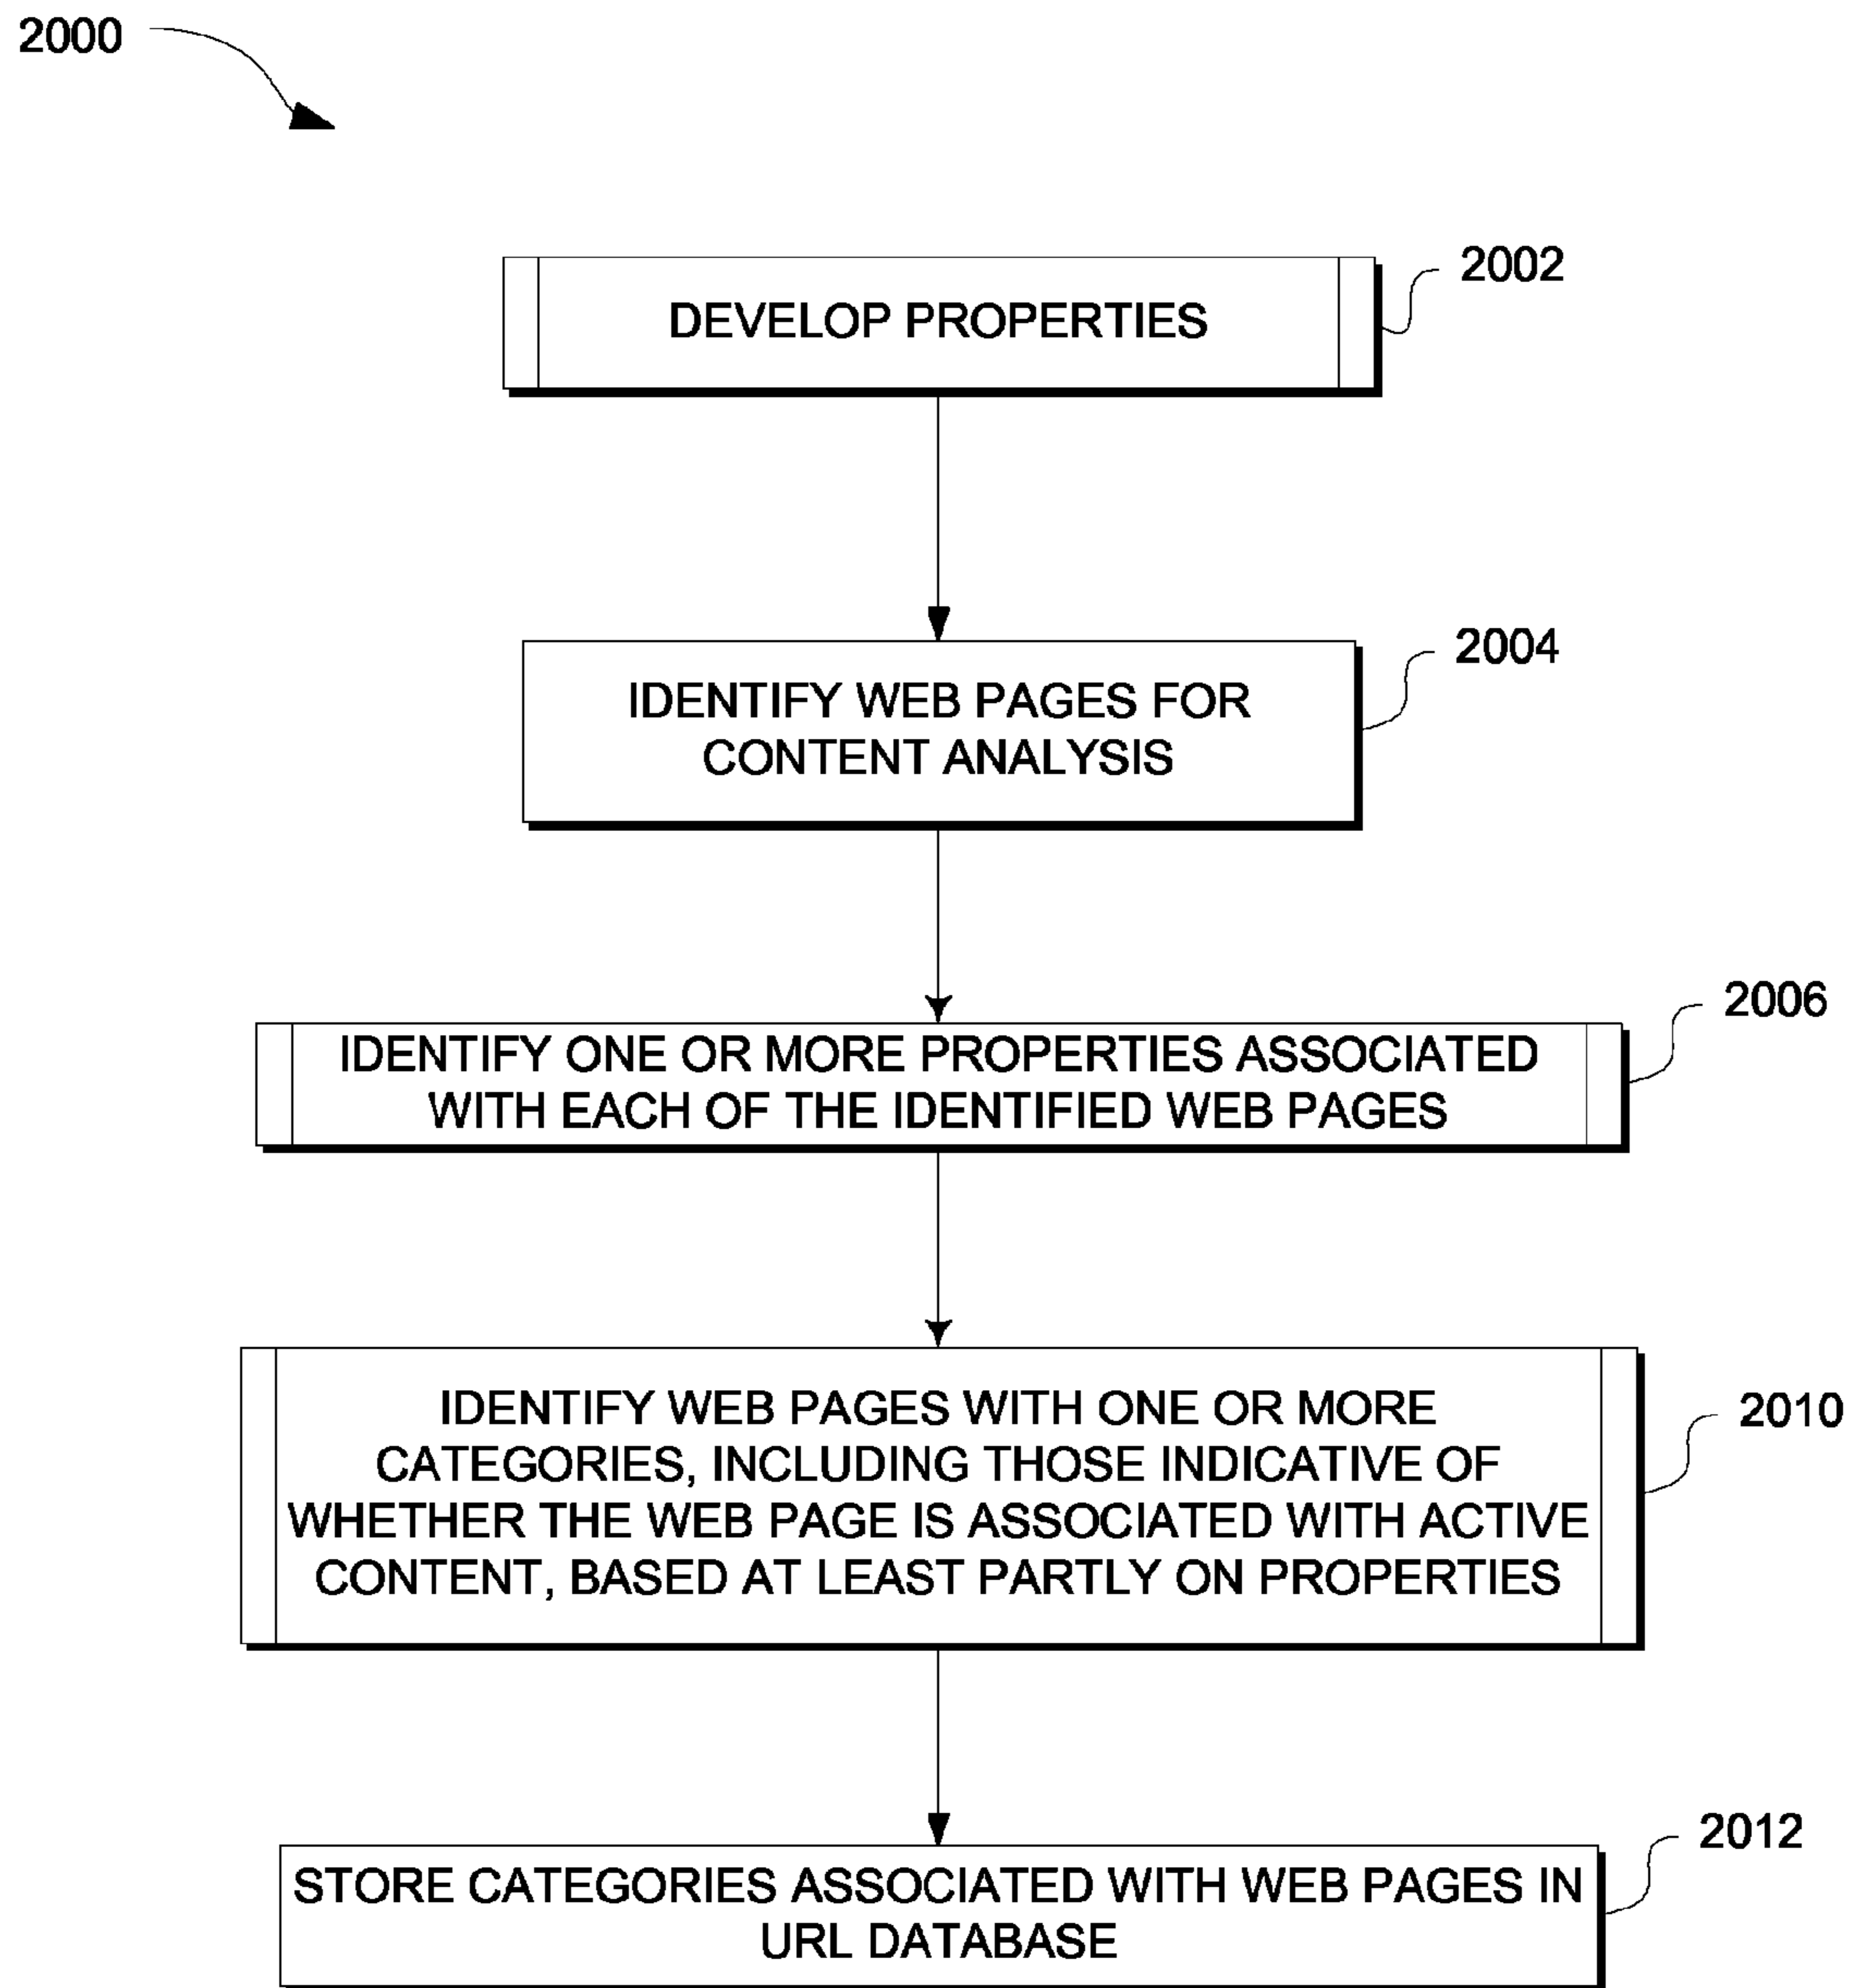 2000
2002
DEVELOP PROPERTIES
2004
IDENTIFY WEB PAGES FOR
CONTENT ANALYSIS
2006
IDENTIFY ONE OR MORE PROPERTIES ASSOCIATED
WITH EACH OF THE IDENTIFIED WEB PAGES
2010
IDENTIFY WEB PAGES WITH ONE OR MORE
CATEGORIES, INCLUDING THOSE INDICATIVE OF
WHETHER THE WEB PAGE IS ASSOCIATED WITH ACTIVE
CONTENT, BASED AT LEAST PARTLY ON PROPERTIES
2012
STORE CATEGORIES ASSOCIATED WITH WEB PAGES IN
URL DATABASE